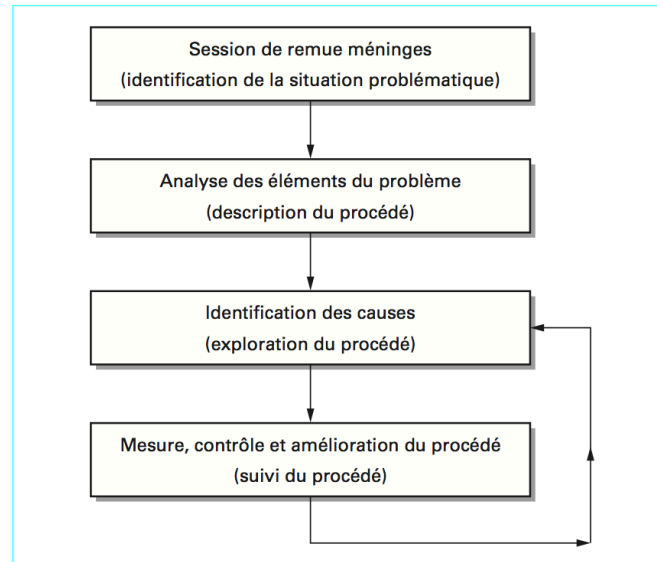 Session de remue méninges
(identification de la situation problématique)
Analyse des éléments du problème
(description du procédé)
Identification des causes
(exploration du procédé)
Mesure, contrôle et amélioration du procédé
(suivi du procédé)